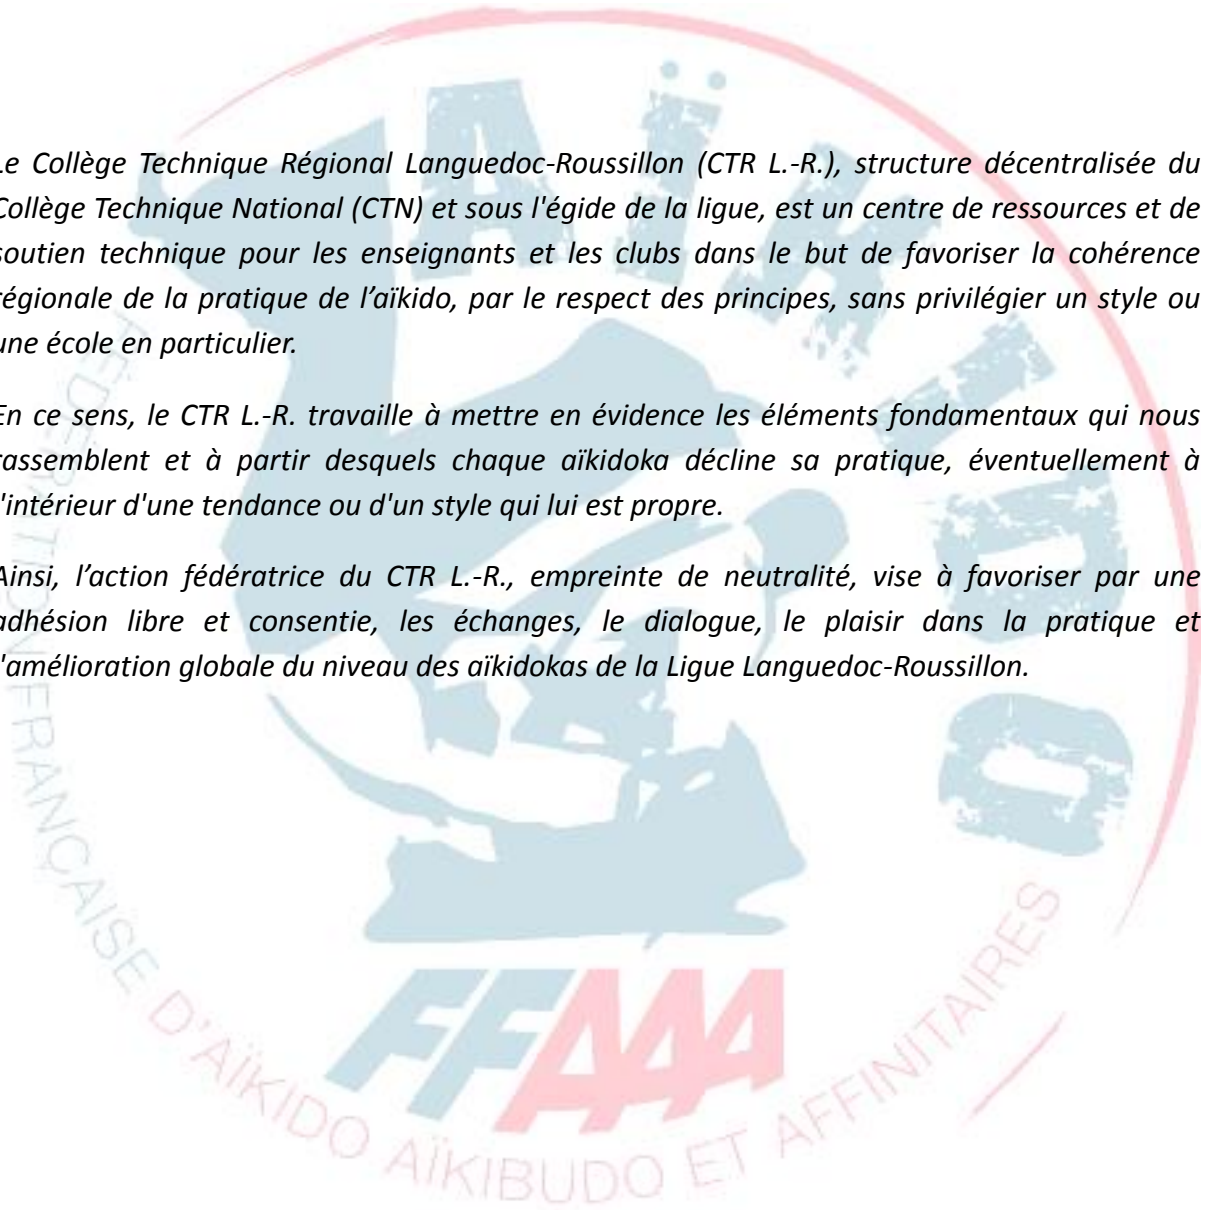 Le Collège Technique Régional Languedoc-Roussillon (CTR L.-R.), structure décentralisée du
Collège Technique National (CTN) et sous l'égide de la ligue, est un centre de ressources et de
soutien technique pour les enseignants et les clubs dans le but de favoriser la cohérence
régionale de la pratique de l’aïkido, par le respect des principes, sans privilégier un style ou
une école en particulier.
En ce sens, le CTR L.-R. travaille à mettre en évidence les éléments fondamentaux qui nous
rassemblent et à partir desquels chaque aïkidoka décline sa pratique, éventuellement à
l'intérieur d'une tendance ou d'un style qui lui est propre.
Ainsi, l’action fédératrice du CTR L.-R., empreinte de neutralité, vise à favoriser par une
adhésion libre et consentie, les échanges, le dialogue, le plaisir dans la pratique et
l'amélioration globale du niveau des aïkidokas de la Ligue Languedoc-Roussillon.
AÏKIDO
FFAAA
FÉDÉRATION FRANÇAISE D'AÏKIDO AÏKIBUDO ET AFFINITAIRES